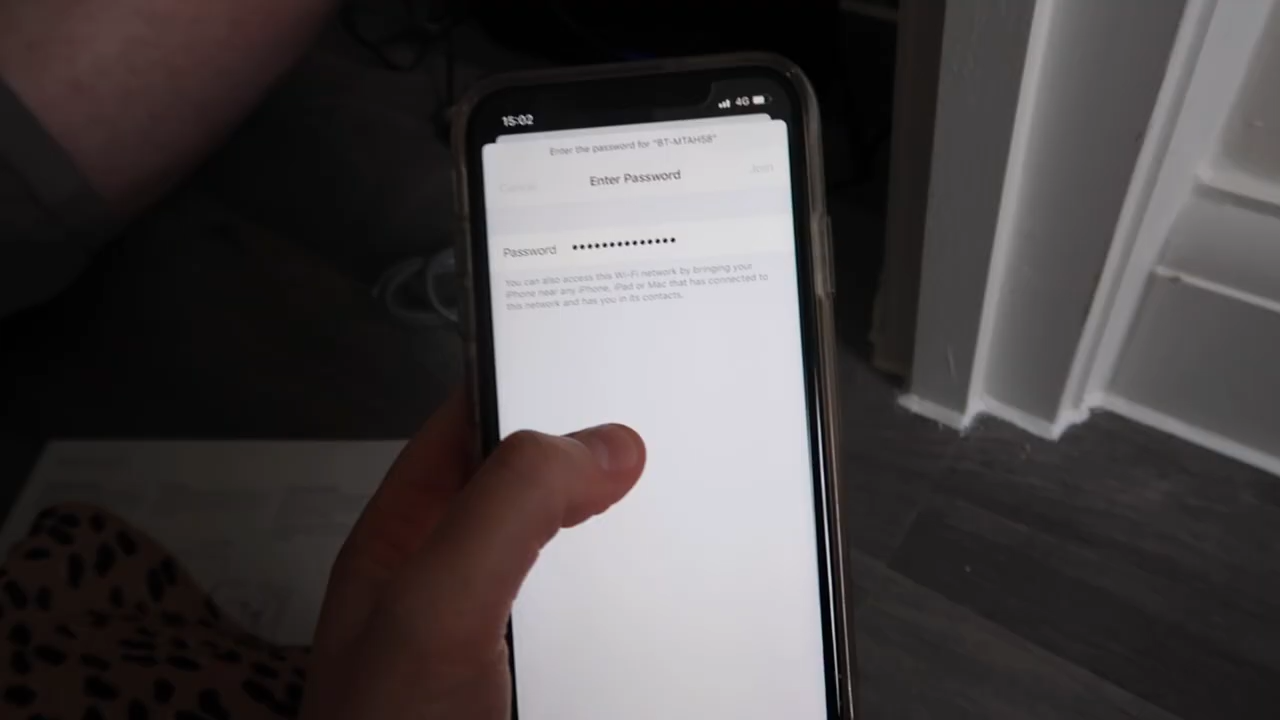 15:02
4G
Enter the password for "BT-MTAH58"
Cancel
Enter Password
Join
Password ••••••••••••••
You can also access this Wi-Fi network by bringing your
iPhone near any iPhone, iPad or Mac that has connected to
this network and has you in its contacts.